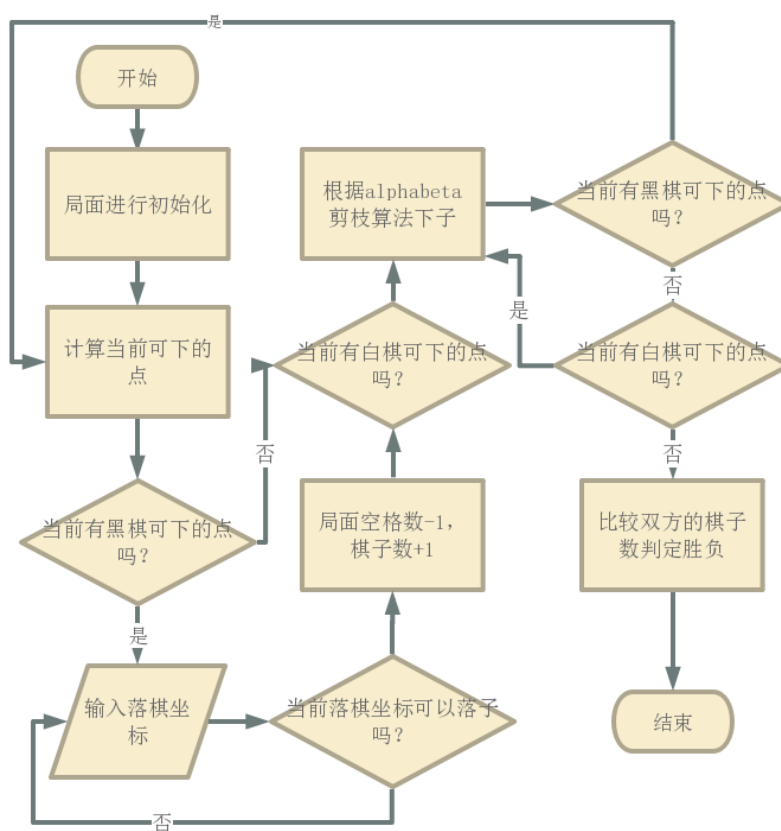 是
开始
局面进行初始化
计算当前可下的
点
当前有黑棋可下的点
吗?
是
输入落棋坐
标
否
当前落棋坐标可以落子
吗?
局面空格数-1,
棋子数+1
否
当前有白棋可下的点
吗?
根据alphabeta
剪枝算法下子
当前有黑棋可下的点
吗?
否
是
当前有白棋可下的点
吗?
否
比较双方的棋子
数判定胜负
结束